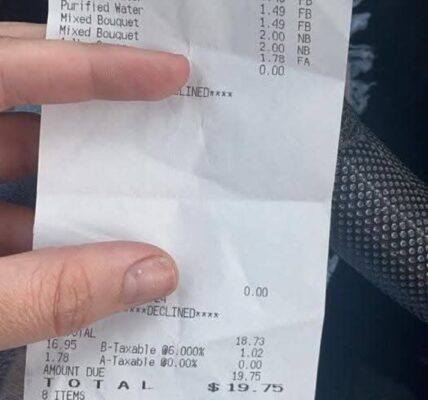 1.49 FB
Purified Water 1.49 FB
Mixed Bouquet 2.00 NB
Mixed Bouquet 2.00 NB
1.78 FA
0.00
CLINED****
0.00
***DECLINED****
TOTAL 18.73
16.95 B-Taxable @6.000% 1.02
1.78 A-Taxable @0.00% 0.00
AMOUNT DUE 19.75
TOTAL $19.75
8 ITEMS